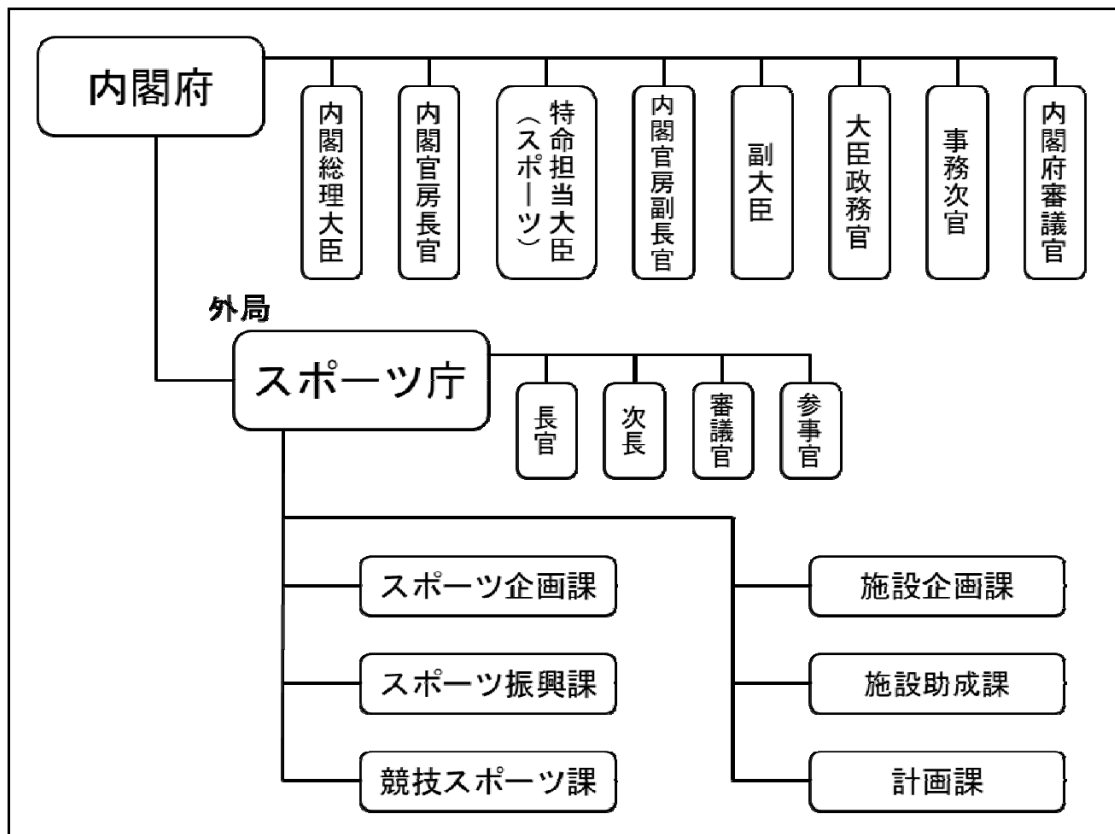 内閣府
内閣総理大臣
内閣官房長官
特命担当大臣
（スポーツ）
内閣官房副長官
副大臣
大臣政務官
事務次官
内閣府審議官
外局
スポーツ庁
長官
次長
審議官
参事官
スポーツ企画課
施設企画課
スポーツ振興課
施設助成課
競技スポーツ課
計画課